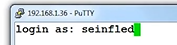 192.168.1.36 - PuTTY
login as: seinfled